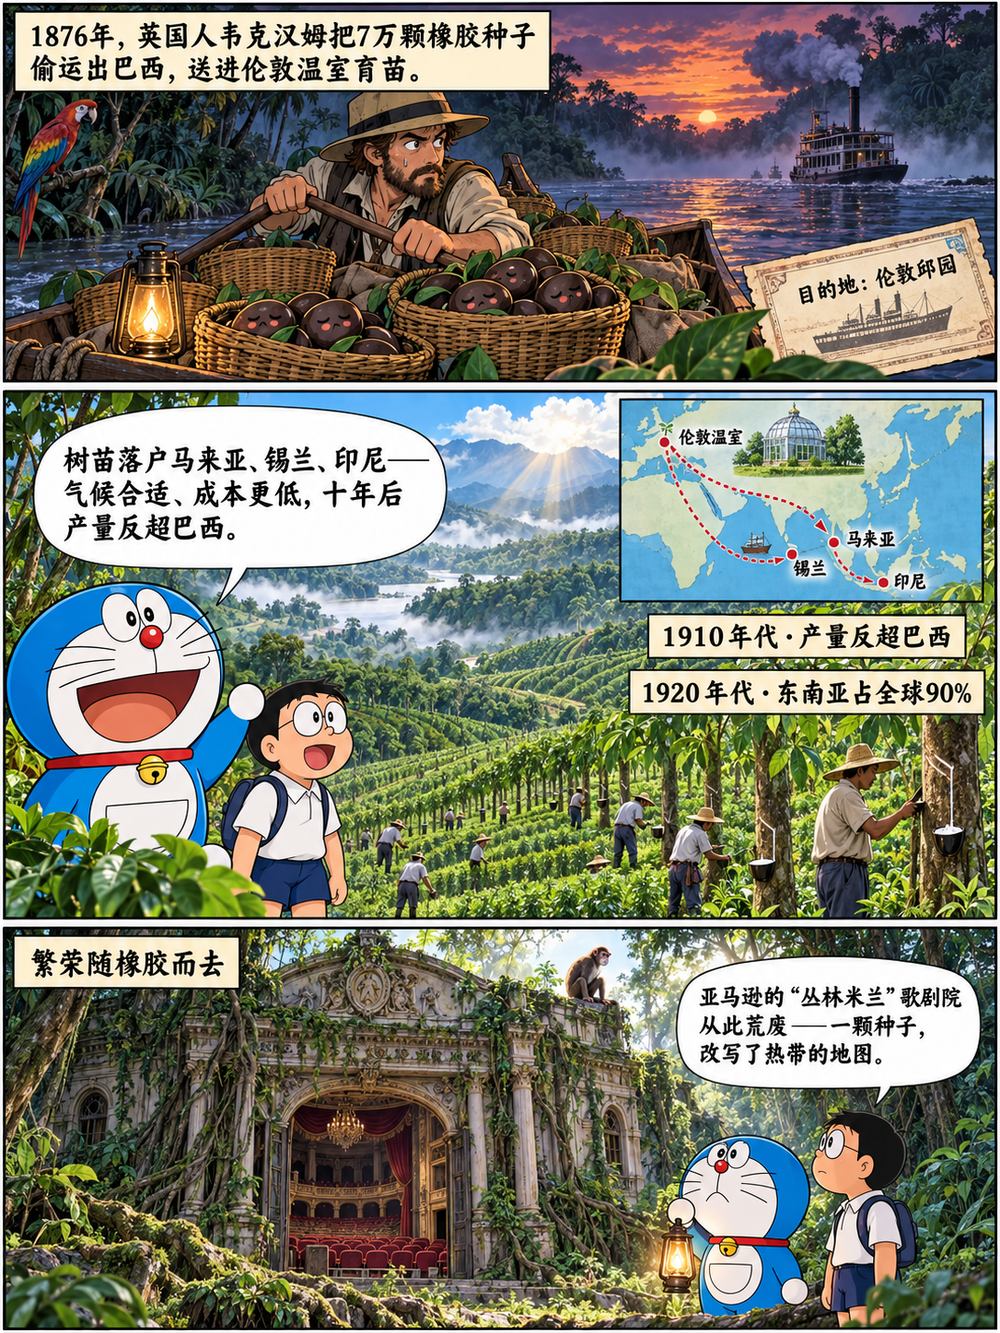 1876年，英国人韦克汉姆把7万颗橡胶种子
偷运出巴西，送进伦敦温室育苗。
目的地：伦敦邱园
树苗落户马来亚、锡兰、印尼——
气候合适、成本更低，十年后
产量反超巴西。
伦敦温室
马来亚
锡兰
印尼
1910年代·产量反超巴西
1920年代·东南亚占全球90%
繁荣随橡胶而去
亚马逊的“丛林米兰”歌剧院
从此荒废——一颗种子，
改写了热带的地图。